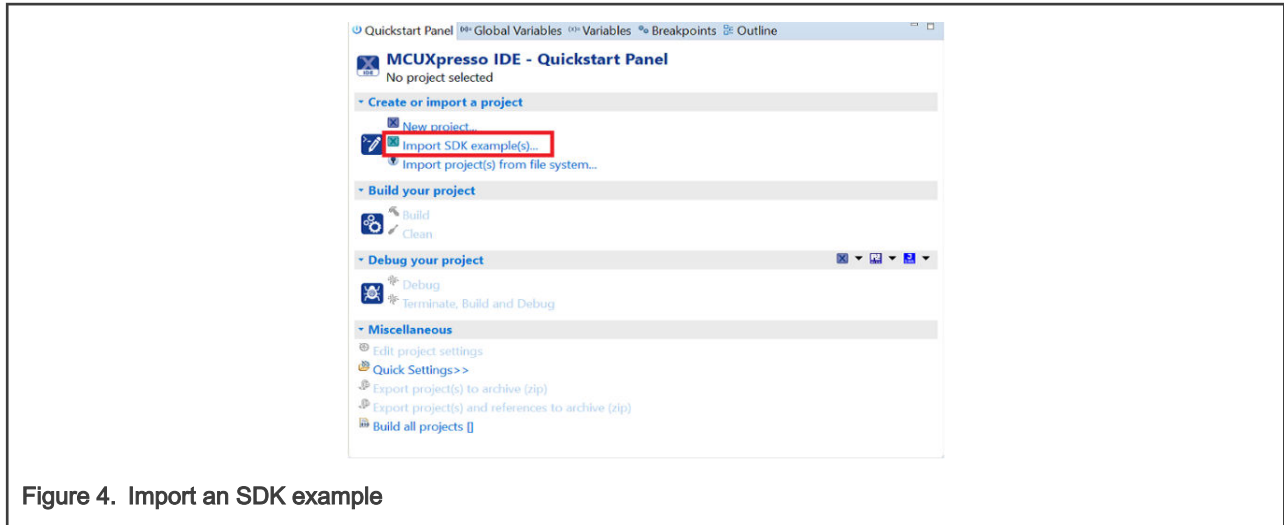 Quickstart Panel (x)= Global Variables (x)= Variables Breakpoints Outline
IDE
MCUXpresso IDE - Quickstart Panel
No project selected
Create or import a project
New project...
Import SDK example(s)...
Import project(s) from file system...
Build your project
Build
Clean
Debug your project
Debug
Terminate, Build and Debug
Miscellaneous
Edit project settings
Quick Settings>>
Export project(s) to archive (zip)
Export project(s) and references to archive (zip)
Build all projects []
Figure 4. Import an SDK example